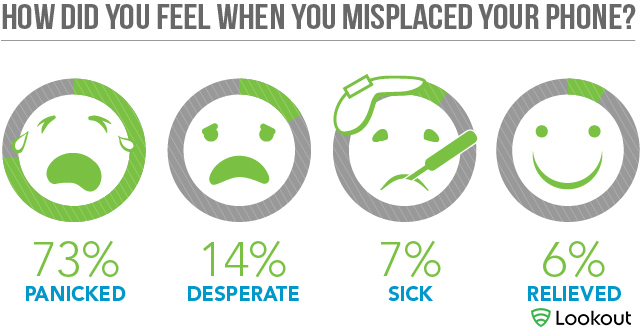 HOW DID YOU FEEL WHEN YOU MISPLACED YOUR PHONE?
73% 14% 7% 6%
PANICKED DESPERATE SICK RELIEVED
Lookout